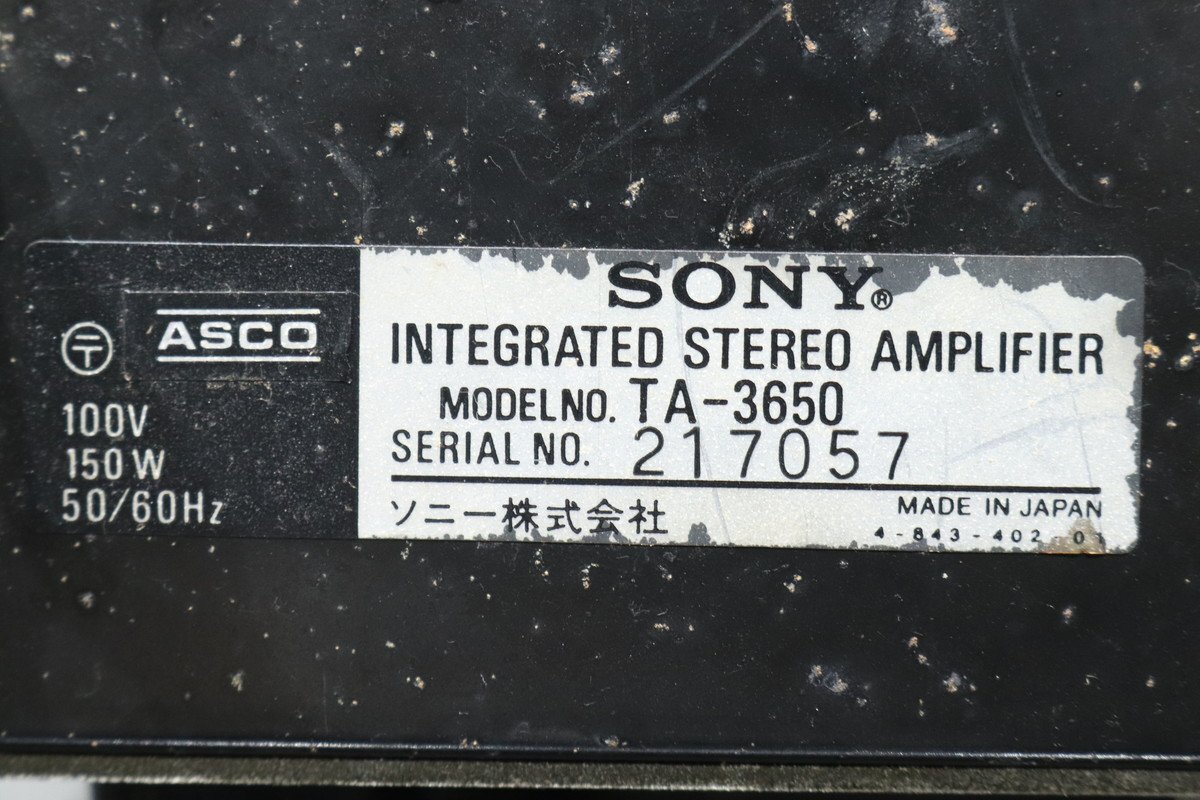 〒
ASCO
100V
150W
50/60Hz
SONY®
INTEGRATED STEREO AMPLIFIER
MODEL NO. TA-3650
SERIAL NO. 217057
ソニー株式会社
MADE IN JAPAN
4-843-402